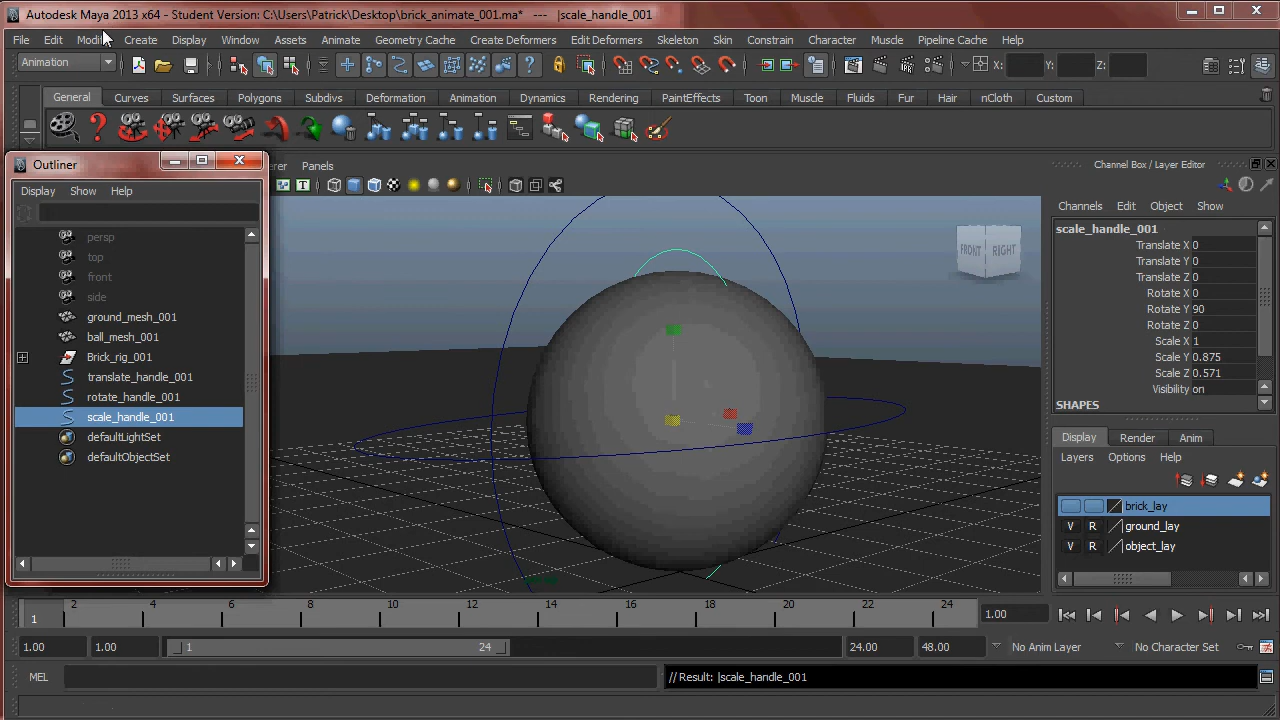 Autodesk Maya 2013 x64 - Student Version: C:\Users\Patrick\Desktop\brick_animate_001.ma* --- |scale_handle_001
File Edit Modify Create Display Window Assets Animate Geometry Cache Create Deformers Edit Deformers Skeleton Skin Constrain Character Muscle Pipeline Cache Help
Animation X: Y: Z:
General Curves Surfaces Polygons Subdivs Deformation Animation Dynamics Rendering PaintEffects Toon Muscle Fluids Fur Hair nCloth Custom
Outliner
Display Show Help
persp
top
front
side
ground_mesh_001
ball_mesh_001
Brick_rig_001
translate_handle_001
rotate_handle_001
scale_handle_001
defaultLightSet
defaultObjectSet
Panels
FRONT RIGHT
Channel Box / Layer Editor
Channels Edit Object Show
scale_handle_001
Translate X 0
Translate Y 0
Translate Z 0
Rotate X 0
Rotate Y 90
Rotate Z 0
Scale X 1
Scale Y 0.875
Scale Z 0.571
Visibility on
SHAPES
Display Render Anim
Layers Options Help
brick_lay
V R ground_lay
V R object_lay
1 2 4 6 8 10 12 14 16 18 20 22 24 1.00
1.00 1.00 1 24 24.00 48.00 No Anim Layer No Character Set
MEL // Result: |scale_handle_001